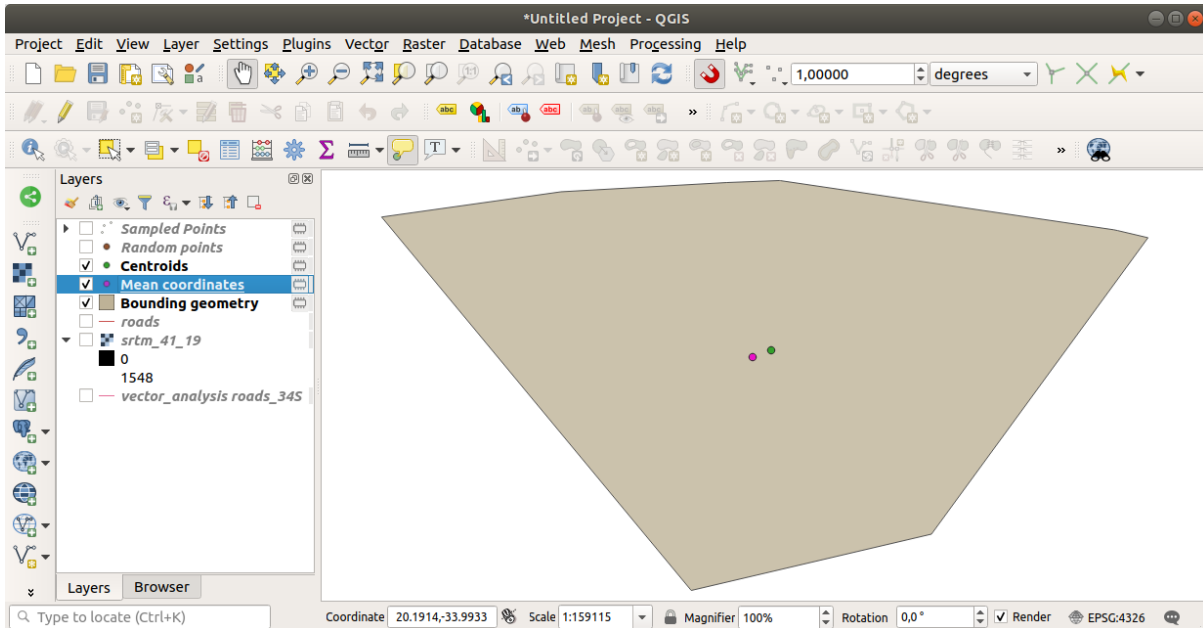 *Untitled Project - QGIS
Project Edit View Layer Settings Plugins Vector Raster Database Web Mesh Processing Help
1,00000 degrees
abc ab abc
Layers
Sampled Points
Random points
Centroids
Mean coordinates
Bounding geometry
roads
srtm_41_19
0
1548
vector_analysis roads_34S
Layers Browser
Type to locate (Ctrl+K) Coordinate 20.1914,-33.9933 Scale 1:159115 Magnifier 100% Rotation 0,0 ° Render EPSG:4326